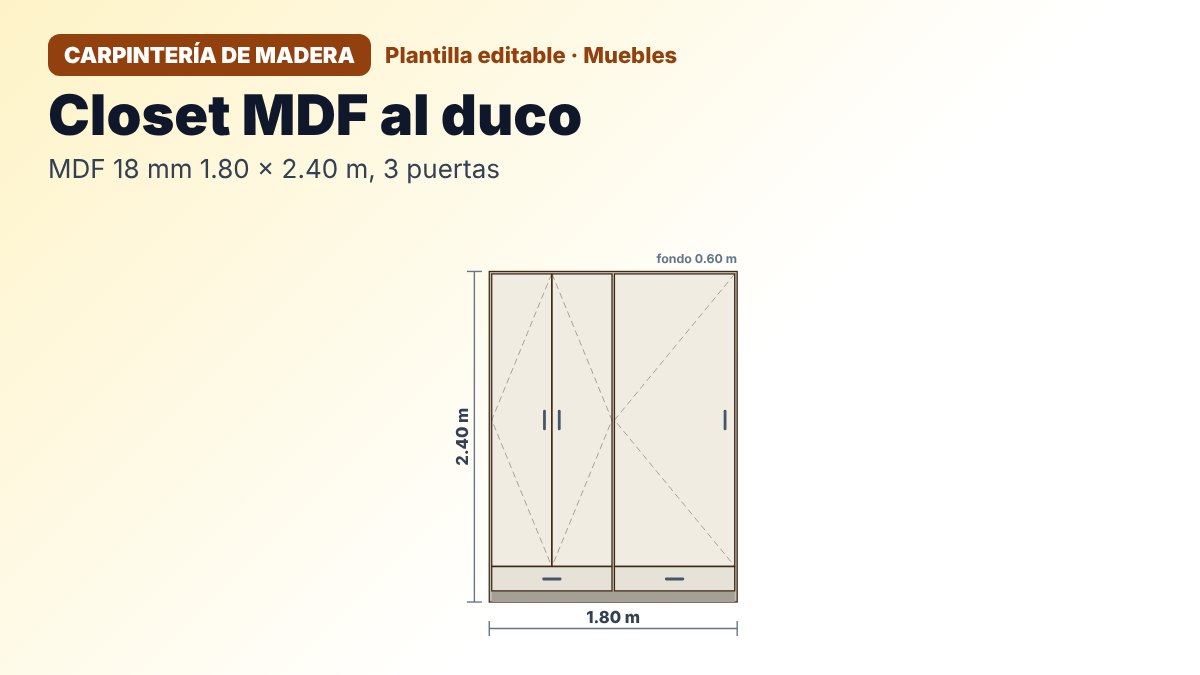 CARPINTERÍA DE MADERA Plantilla editable · Muebles
Closet MDF al duco
MDF 18 mm 1.80 × 2.40 m, 3 puertas
fondo 0.60 m
2.40 m
1.80 m